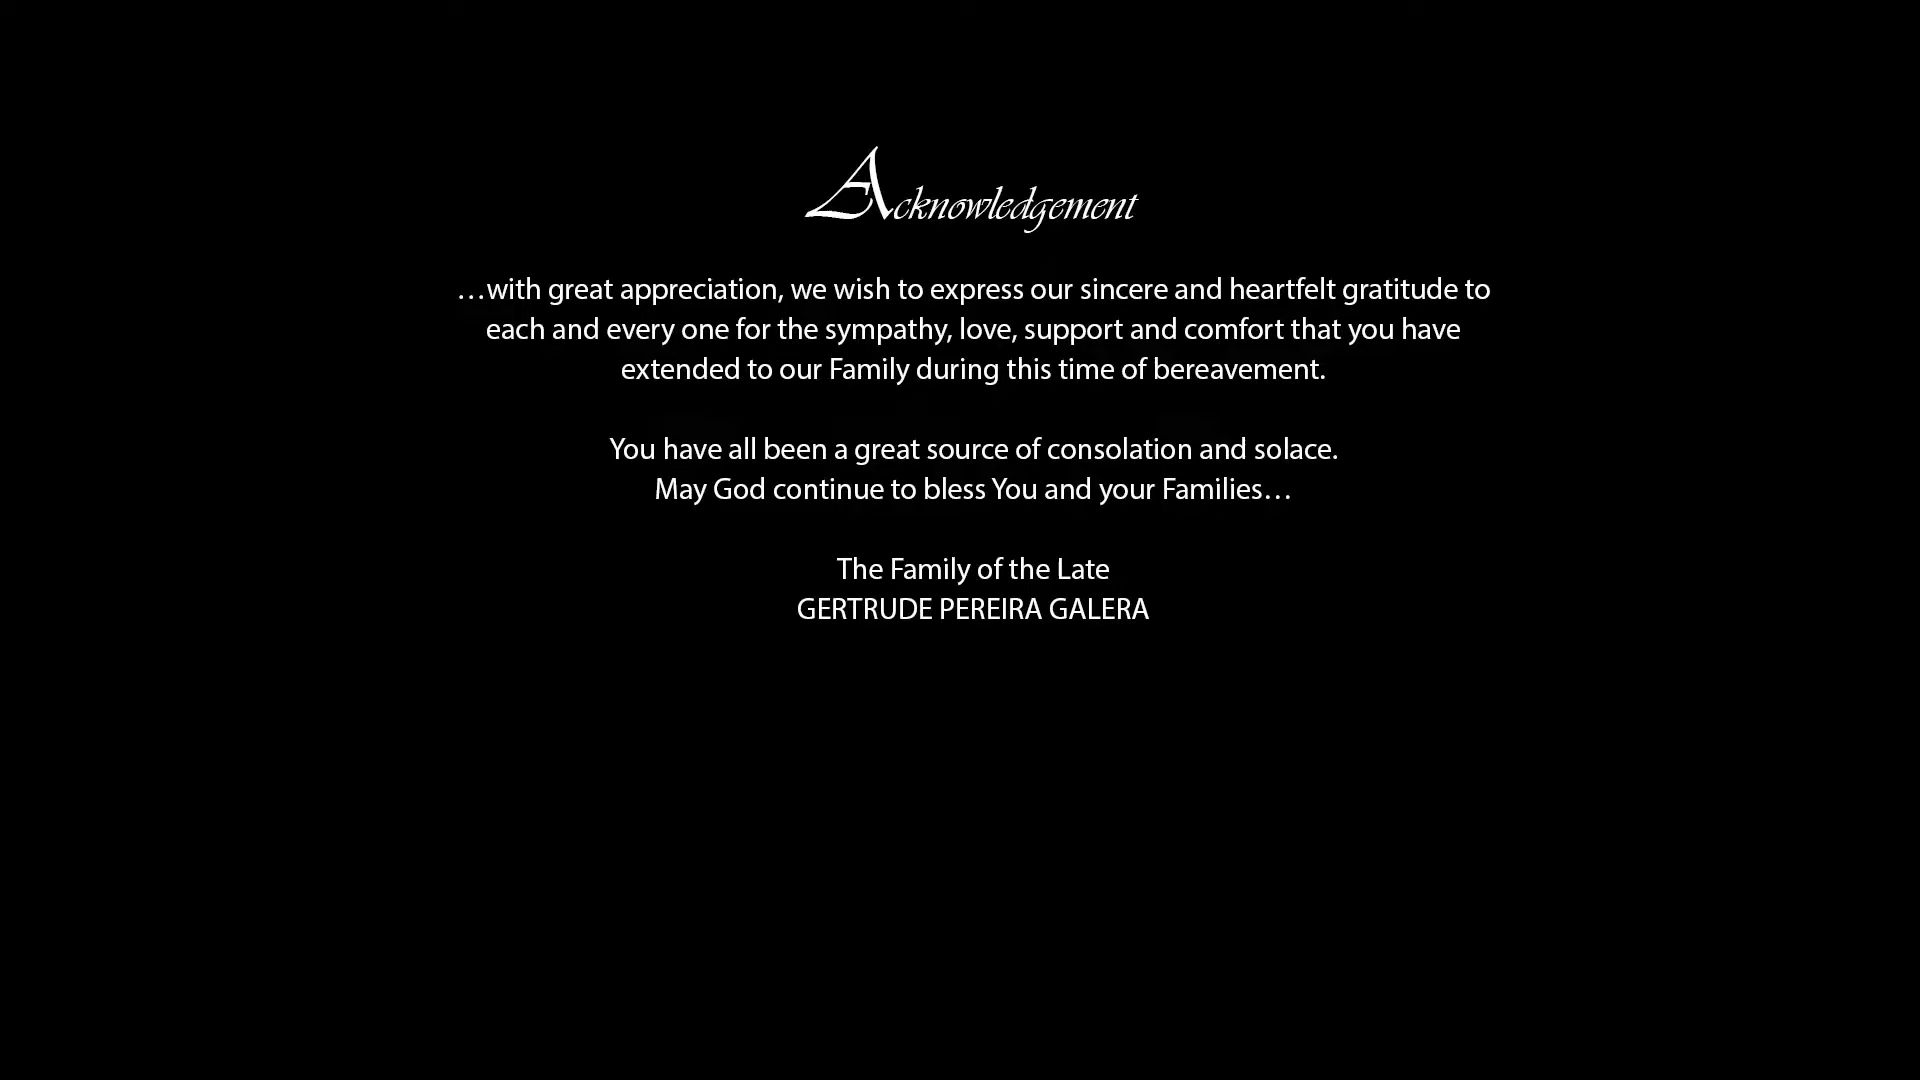 Acknowledgement
…with great appreciation, we wish to express our sincere and heartfelt gratitude to
each and every one for the sympathy, love, support and comfort that you have
extended to our Family during this time of bereavement.
You have all been a great source of consolation and solace.
May God continue to bless You and your Families…
The Family of the Late
GERTRUDE PEREIRA GALERA